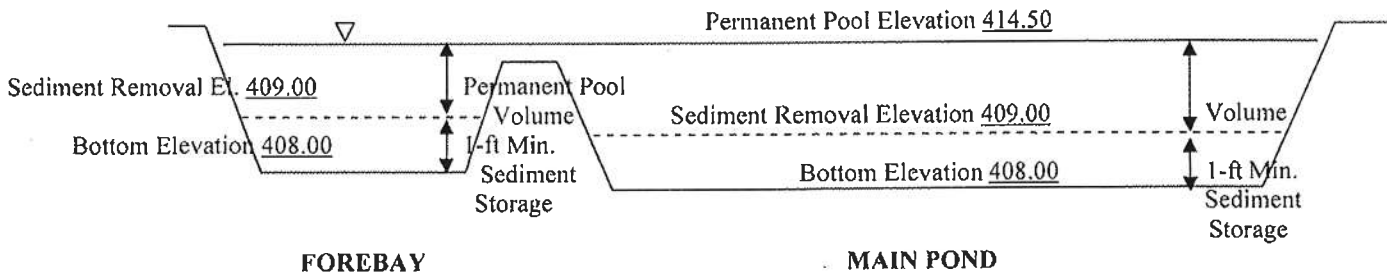 Permanent Pool Elevation 414.50
Sediment Removal El. 409.00
Permanent Pool
Volume
Sediment Removal Elevation 409.00
Volume
Bottom Elevation 408.00
1-ft Min.
Sediment
Storage
Bottom Elevation 408.00
1-ft Min.
Sediment
Storage
FOREBAY
MAIN POND